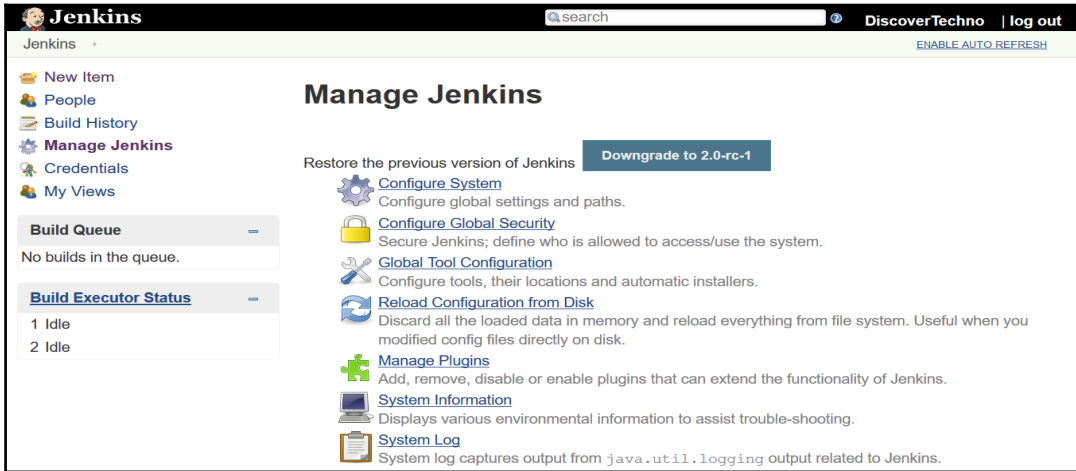 Jenkins
search
DiscoverTechno | log out
Jenkins
ENABLE AUTO REFRESH
New Item
People
Build History
Manage Jenkins
Credentials
My Views
Build Queue
No builds in the queue.
Build Executor Status
1 Idle
2 Idle
Manage Jenkins
Restore the previous version of Jenkins
Downgrade to 2.0-rc-1
Configure System
Configure global settings and paths.
Configure Global Security
Secure Jenkins; define who is allowed to access/use the system.
Global Tool Configuration
Configure tools, their locations and automatic installers.
Reload Configuration from Disk
Discard all the loaded data in memory and reload everything from file system. Useful when you
modified config files directly on disk.
Manage Plugins
Add, remove, disable or enable plugins that can extend the functionality of Jenkins.
System Information
Displays various environmental information to assist trouble-shooting.
System Log
System log captures output from java.util.logging output related to Jenkins.